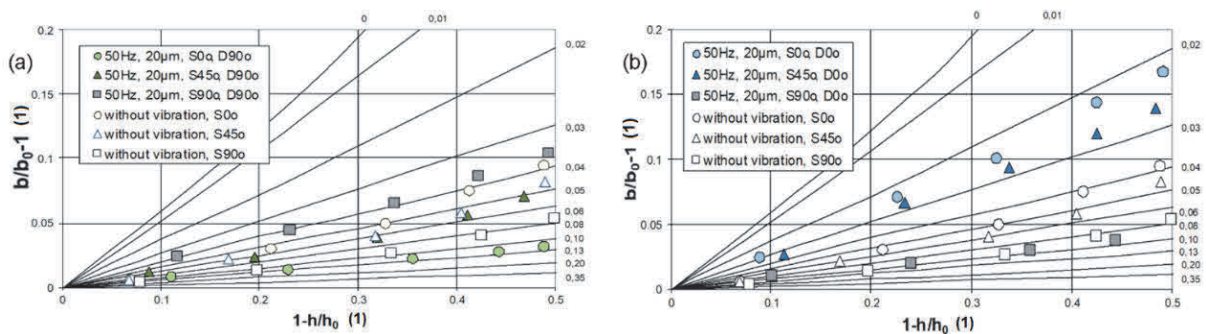 (a)
0
0,01
0.2
0.15
0.1
0.05
0
b/b₀-1 (1)
50Hz, 20µm, S0o, D90o
50Hz, 20µm, S45o, D90o
50Hz, 20µm, S90o, D90o
without vibration, S0o
without vibration, S45o
without vibration, S90o
0,02
0,03
0,04
0,05
0,06
0,08
0,10
0,13
0,20
0,35
0
0.1
0.2
0.3
0.4
0.5
1-h/h₀ (1)
(b)
0
0,01
0.2
0.15
0.1
0.05
0
b/b₀-1 (1)
50Hz, 20µm, S0o, D0o
50Hz, 20µm, S45o, D0o
50Hz, 20µm, S90o, D0o
without vibration, S0o
without vibration, S45o
without vibration, S90o
0,02
0,03
0,04
0,05
0,06
0,08
0,10
0,13
0,20
0,35
0
0.1
0.2
0.3
0.4
0.5
1-h/h₀ (1)